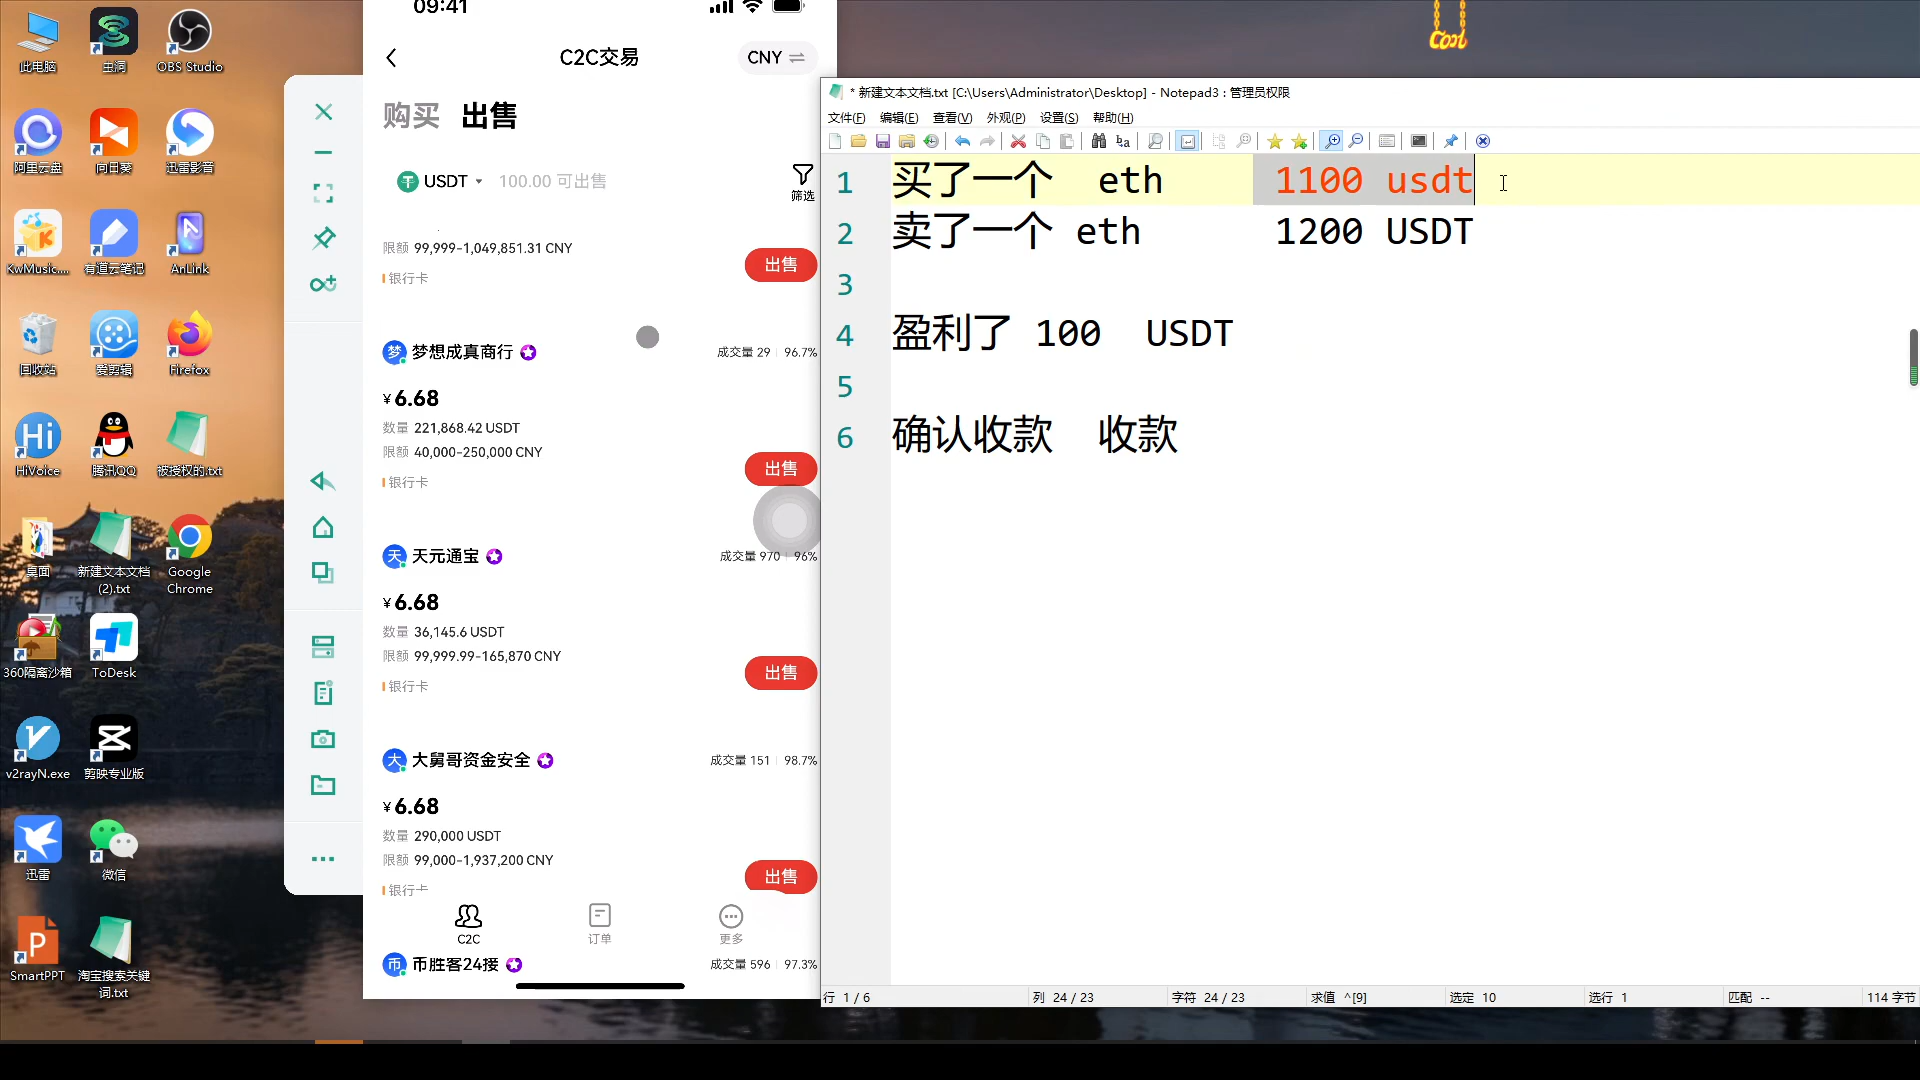 此电脑
OBS Studio
阿里云盘
向日葵
迅雷影音
KwMusic....
有道云笔记
AnLink
回收站
爱剪辑
Firefox
HiVoice
腾讯QQ
被授权的.txt
桌面
新建文本文档(2).txt
Google Chrome
360隔离沙箱
ToDesk
v2rayN.exe
剪映专业版
迅雷
微信
SmartPPT
淘宝搜索关键词.txt
09:41
C2C交易
CNY
购买 出售
USDT 100.00 可出售
筛选
限额 99,999-1,049,851.31 CNY
银行卡
出售
梦 梦想成真商行
成交量 29 | 96.7%
¥6.68
数量 221,868.42 USDT
限额 40,000-250,000 CNY
银行卡
出售
天 天元通宝
成交量 970 96%
¥6.68
数量 36,145.6 USDT
限额 99,999.99-165,870 CNY
银行卡
出售
大 大舅哥资金安全
成交量 151 | 98.7%
¥6.68
数量 290,000 USDT
限额 99,000-1,937,200 CNY
银行卡
出售
C2C
订单
更多
币 币胜客24接
成交量 596 | 97.3%
Cool
* 新建文本文档.txt [C:\Users\Administrator\Desktop] - Notepad3 : 管理员权限
文件(F) 编辑(E) 查看(V) 外观(P) 设置(S) 帮助(H)
1 买了一个 eth 1100 usdt
2 卖了一个 eth 1200 USDT
3
4 盈利了 100 USDT
5
6 确认收款 收款
行 1 / 6 列 24 / 23 字符 24 / 23 求值 ^[9] 选定 10 选行 1 匹配 -- 114 字节